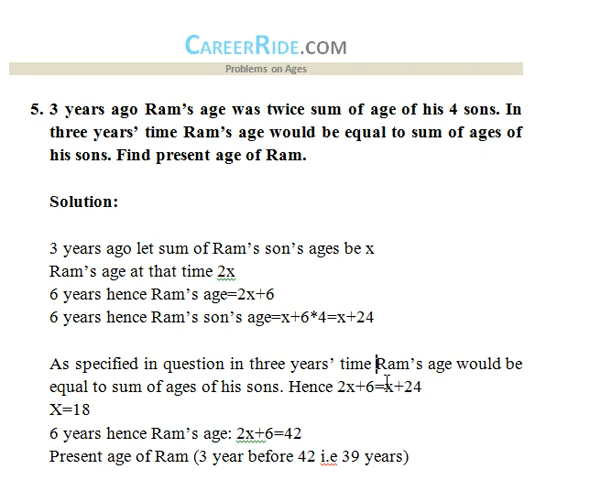 CAREERRIDE.COM
Problems on Ages
5. 3 years ago Ram's age was twice sum of age of his 4 sons. In
three years' time Ram's age would be equal to sum of ages of
his sons. Find present age of Ram.
Solution:
3 years ago let sum of Ram's son's ages be x
Ram's age at that time 2x
6 years hence Ram's age=2x+6
6 years hence Ram's son's age=x+6*4=x+24
As specified in question in three years' time Ram's age would be
equal to sum of ages of his sons. Hence 2x+6=x+24
X=18
6 years hence Ram's age: 2x+6=42
Present age of Ram (3 year before 42 i.e 39 years)